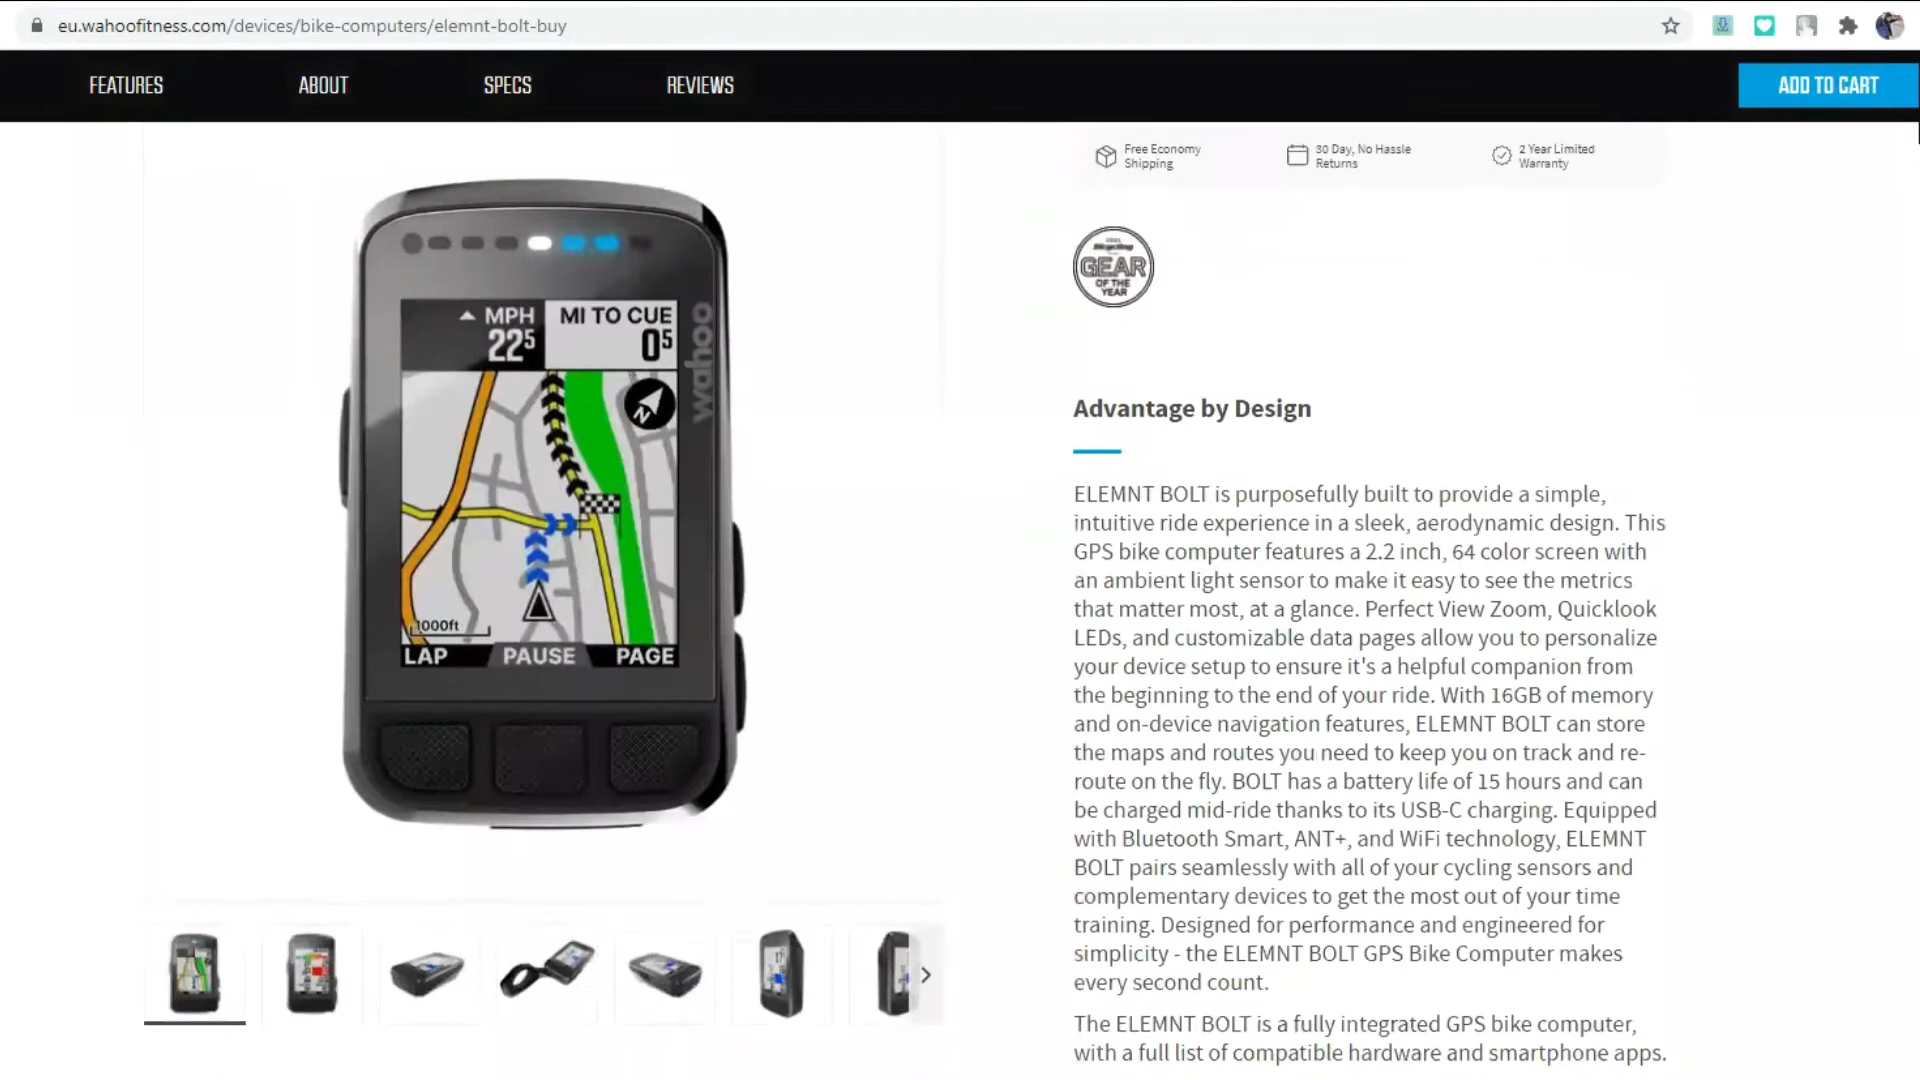 eu.wahoofitness.com/devices/bike-computers/elemnt-bolt-buy
FEATURES
ABOUT
SPECS
REVIEWS
ADD TO CART
Free Economy
Shipping
30 Day, No Hassle
Returns
2 Year Limited
Warranty
Bicycling
GEAR
OF THE
YEAR
MPH
22 5
MI TO CUE
0 5
wahoo
N
1000ft
LAP
PAUSE
PAGE
Advantage by Design
ELEMNT BOLT is purposefully built to provide a simple,
intuitive ride experience in a sleek, aerodynamic design. This
GPS bike computer features a 2.2 inch, 64 color screen with
an ambient light sensor to make it easy to see the metrics
that matter most, at a glance. Perfect View Zoom, Quicklook
LEDs, and customizable data pages allow you to personalize
your device setup to ensure it's a helpful companion from
the beginning to the end of your ride. With 16GB of memory
and on-device navigation features, ELEMNT BOLT can store
the maps and routes you need to keep you on track and re-
route on the fly. BOLT has a battery life of 15 hours and can
be charged mid-ride thanks to its USB-C charging. Equipped
with Bluetooth Smart, ANT+, and WiFi technology, ELEMNT
BOLT pairs seamlessly with all of your cycling sensors and
complementary devices to get the most out of your time
training. Designed for performance and engineered for
simplicity - the ELEMNT BOLT GPS Bike Computer makes
every second count.
The ELEMNT BOLT is a fully integrated GPS bike computer,
with a full list of compatible hardware and smartphone apps.